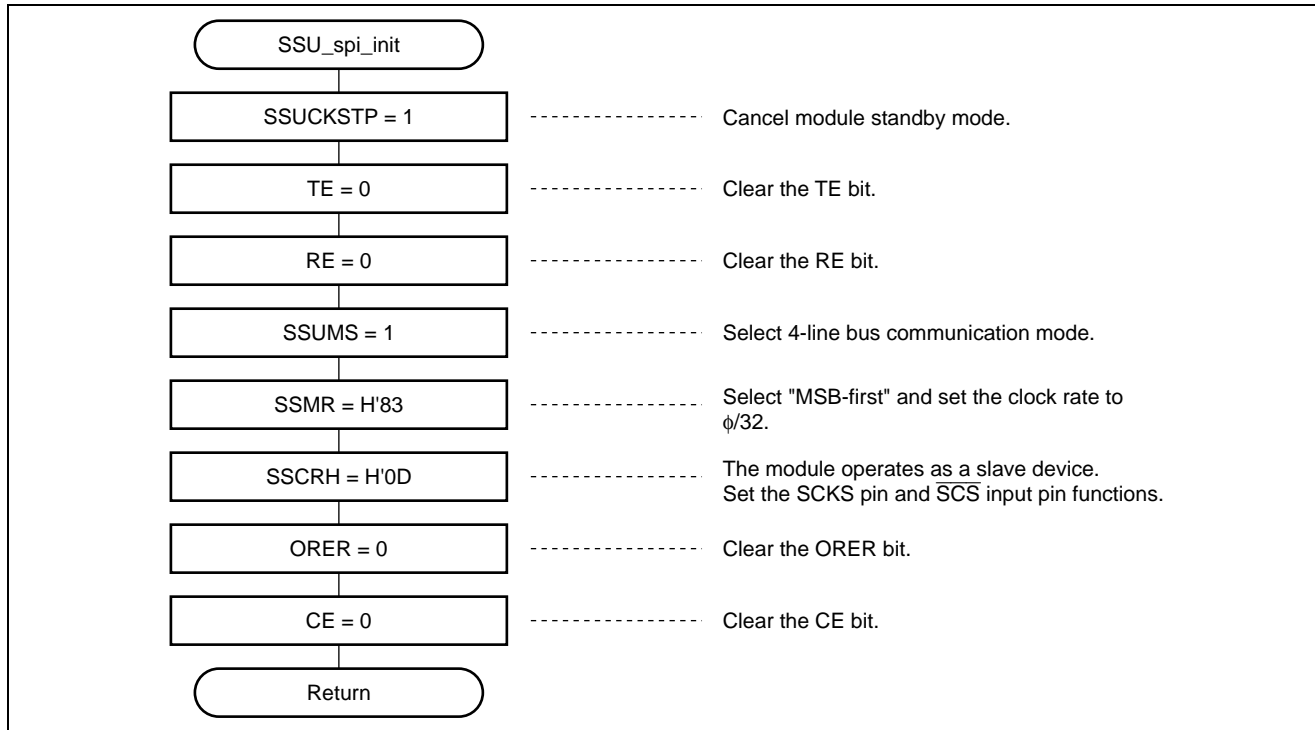 SSU_spi_init
SSUCKSTP = 1
Cancel module standby mode.
TE = 0
Clear the TE bit.
RE = 0
Clear the RE bit.
SSUMS = 1
Select 4-line bus communication mode.
SSMR = H'83
Select "MSB-first" and set the clock rate to
ϕ/32.
SSCRH = H'0D
The module operates as a slave device.
Set the SCKS pin and S̅C̅S̅ input pin functions.
ORER = 0
Clear the ORER bit.
CE = 0
Clear the CE bit.
Return